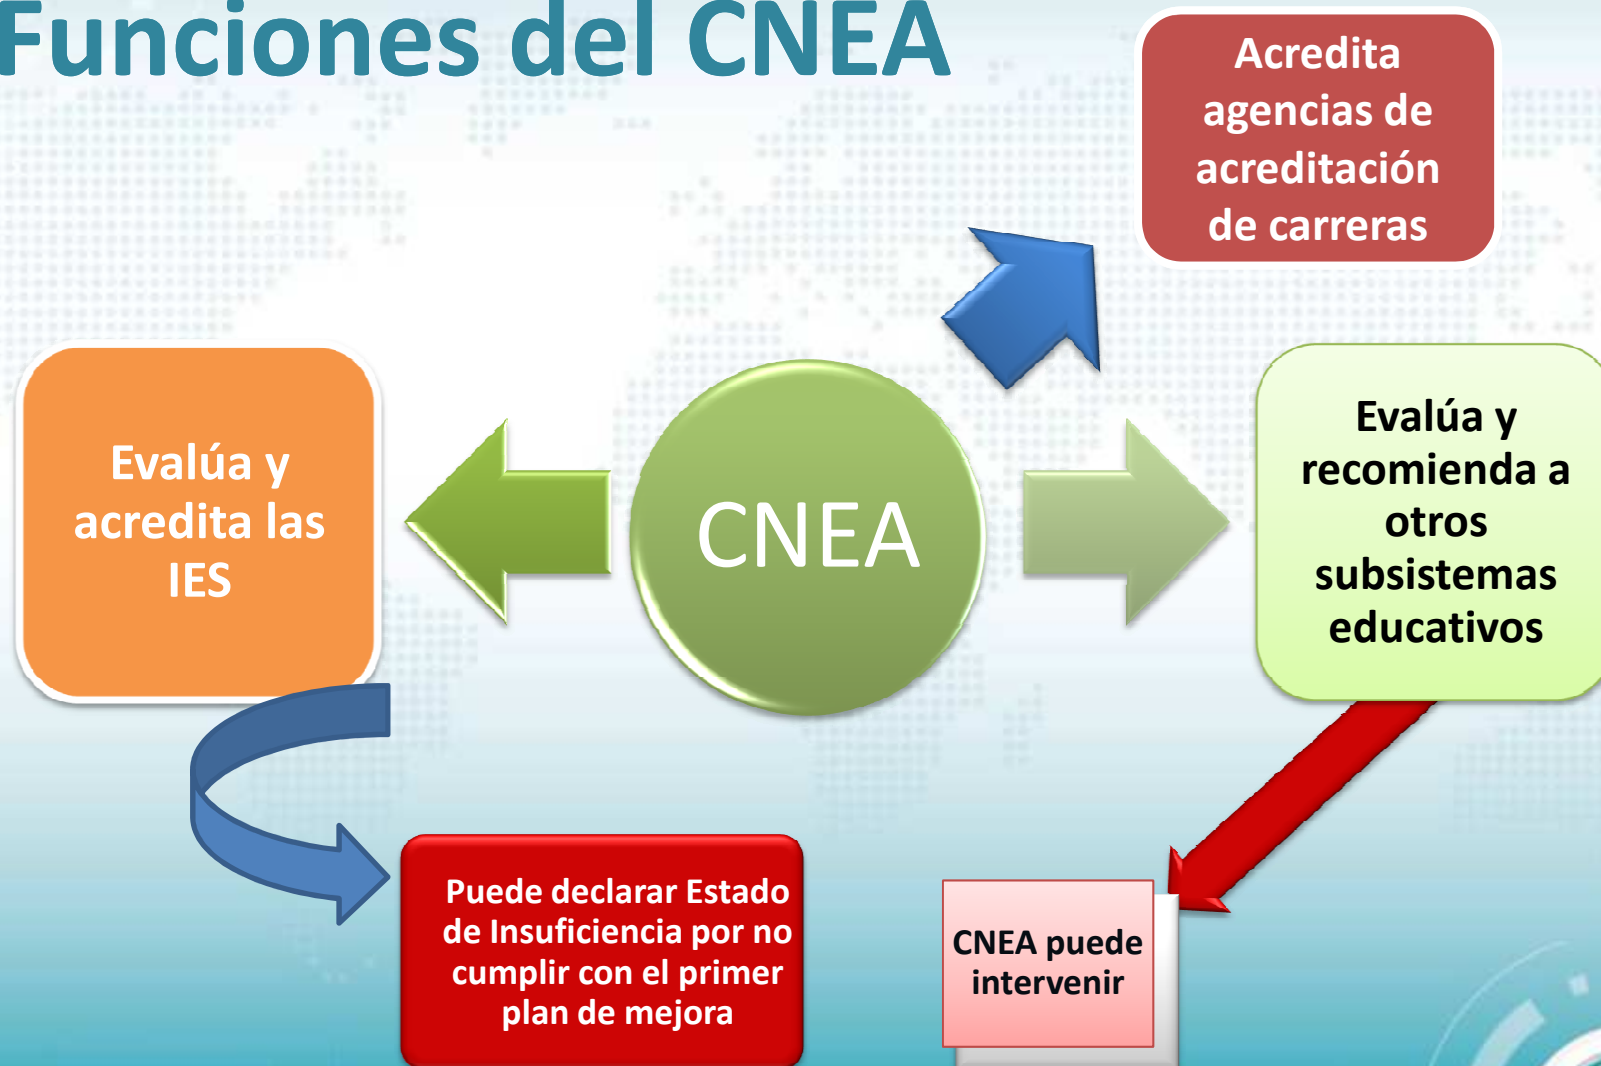 Funciones del CNEA
Acredita
agencias de
acreditación
de carreras
Evalúa y
acredita las
IES
CNEA
Evalúa y
recomienda a
otros
subsistemas
educativos
Puede declarar Estado
de Insuficiencia por no
cumplir con el primer
plan de mejora
CNEA puede
intervenir